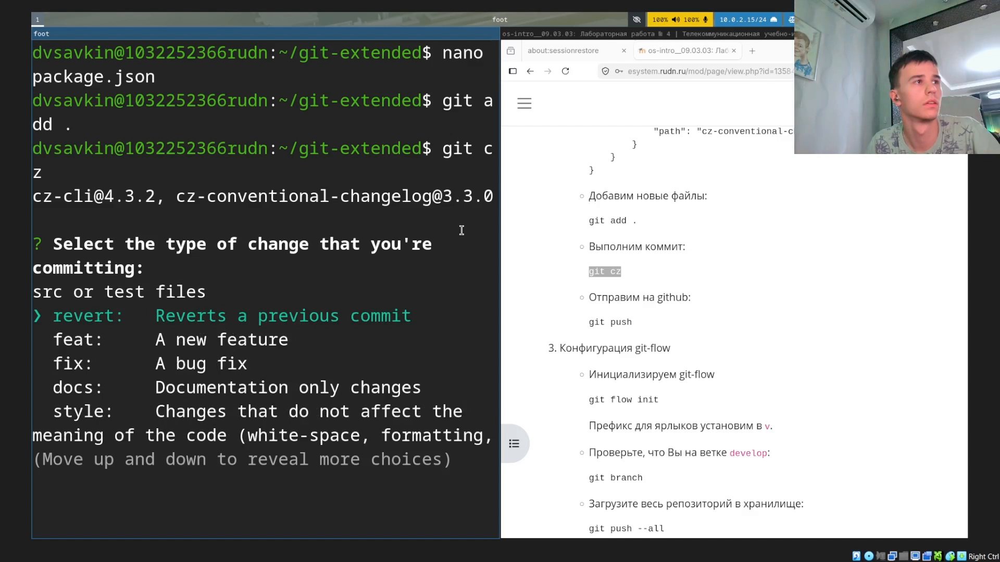 1
foot
100% 100%
10.0.2.15/24
foot
os-intro__09.03.03: Лабораторная работа № 4 | Телекоммуникационная учебно-и
dvsavkin@1032252366rudn:~/git-extended$ nano
package.json
dvsavkin@1032252366rudn:~/git-extended$ git a
dd .
dvsavkin@1032252366rudn:~/git-extended$ git c
z
cz-cli@4.3.2, cz-conventional-changelog@3.3.0
? Select the type of change that you're
committing:
src or test files
❯ revert:   Reverts a previous commit
feat:     A new feature
fix:      A bug fix
docs:     Documentation only changes
style:    Changes that do not affect the
meaning of the code (white-space, formatting,
(Move up and down to reveal more choices)
about:sessionrestore
os-intro__09.03.03: Лаб
esystem.rudn.ru/mod/page/view.php?id=1358
"path": "cz-conventional-c
}
}
}
Добавим новые файлы:
git add .
Выполним коммит:
git cz
Отправим на github:
git push
3. Конфигурация git-flow
Инициализируем git-flow
git flow init
Префикс для ярлыков установим в v.
Проверьте, что Вы на ветке develop:
git branch
Загрузите весь репозиторий в хранилище:
git push --all
Right Ctrl